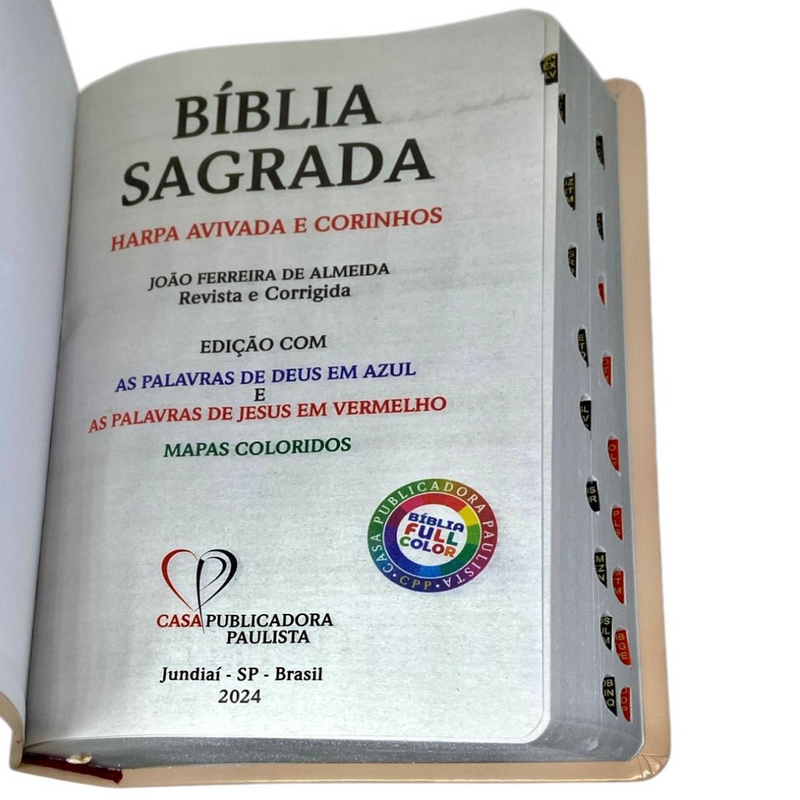 BÍBLIA
SAGRADA
HARPA AVIVADA E CORINHOS
JOÃO FERREIRA DE ALMEIDA
Revista e Corrigida
EDIÇÃO COM
AS PALAVRAS DE DEUS EM AZUL
E
AS PALAVRAS DE JESUS EM VERMELHO
MAPAS COLORIDOS
CASA PUBLICADORA PAULISTA
• CPP •
BÍBLIA
FULL
COLOR
CASA PUBLICADORA
PAULISTA
Jundiaí - SP - Brasil
2024